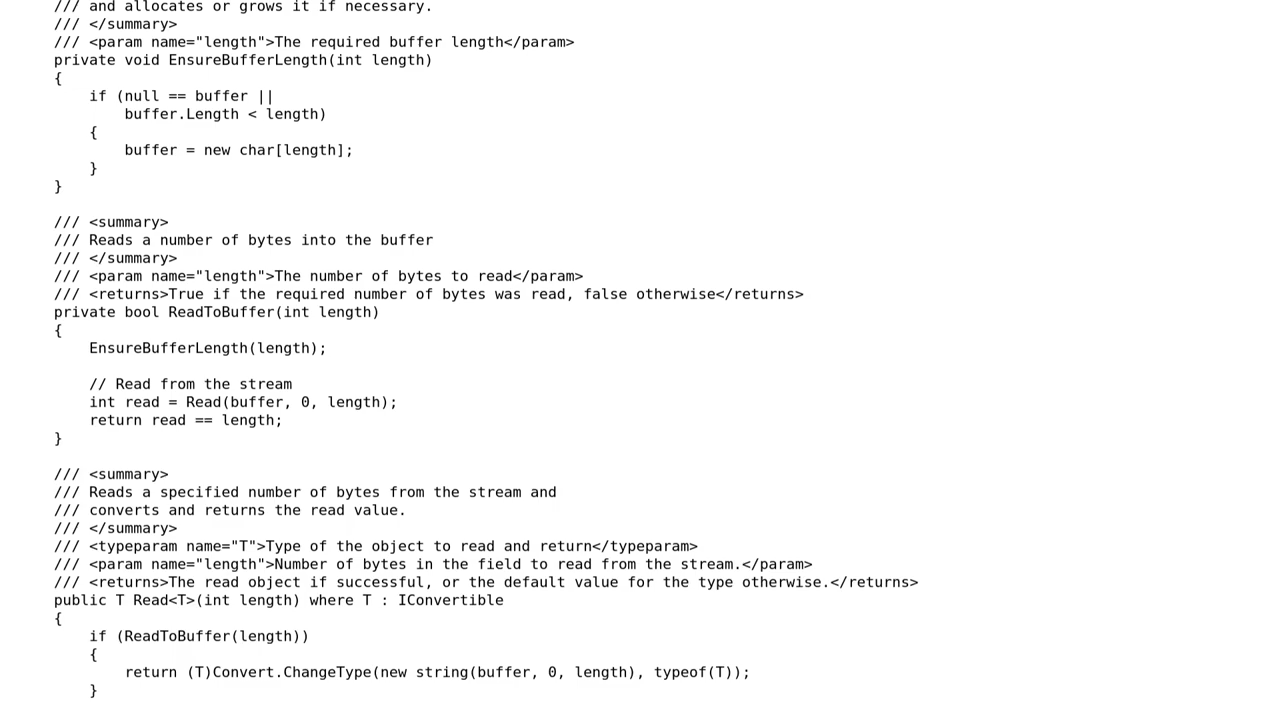 /// and allocates or grows it if necessary.
/// </summary>
/// <param name="length">The required buffer length</param>
private void EnsureBufferLength(int length)
{
    if (null == buffer ||
        buffer.Length < length)
    {
        buffer = new char[length];
    }
}

/// <summary>
/// Reads a number of bytes into the buffer
/// </summary>
/// <param name="length">The number of bytes to read</param>
/// <returns>True if the required number of bytes was read, false otherwise</returns>
private bool ReadToBuffer(int length)
{
    EnsureBufferLength(length);

    // Read from the stream
    int read = Read(buffer, 0, length);
    return read == length;
}

/// <summary>
/// Reads a specified number of bytes from the stream and
/// converts and returns the read value.
/// </summary>
/// <typeparam name="T">Type of the object to read and return</typeparam>
/// <param name="length">Number of bytes in the field to read from the stream.</param>
/// <returns>The read object if successful, or the default value for the type otherwise.</returns>
public T Read<T>(int length) where T : IConvertible
{
    if (ReadToBuffer(length))
    {
        return (T)Convert.ChangeType(new string(buffer, 0, length), typeof(T));
    }